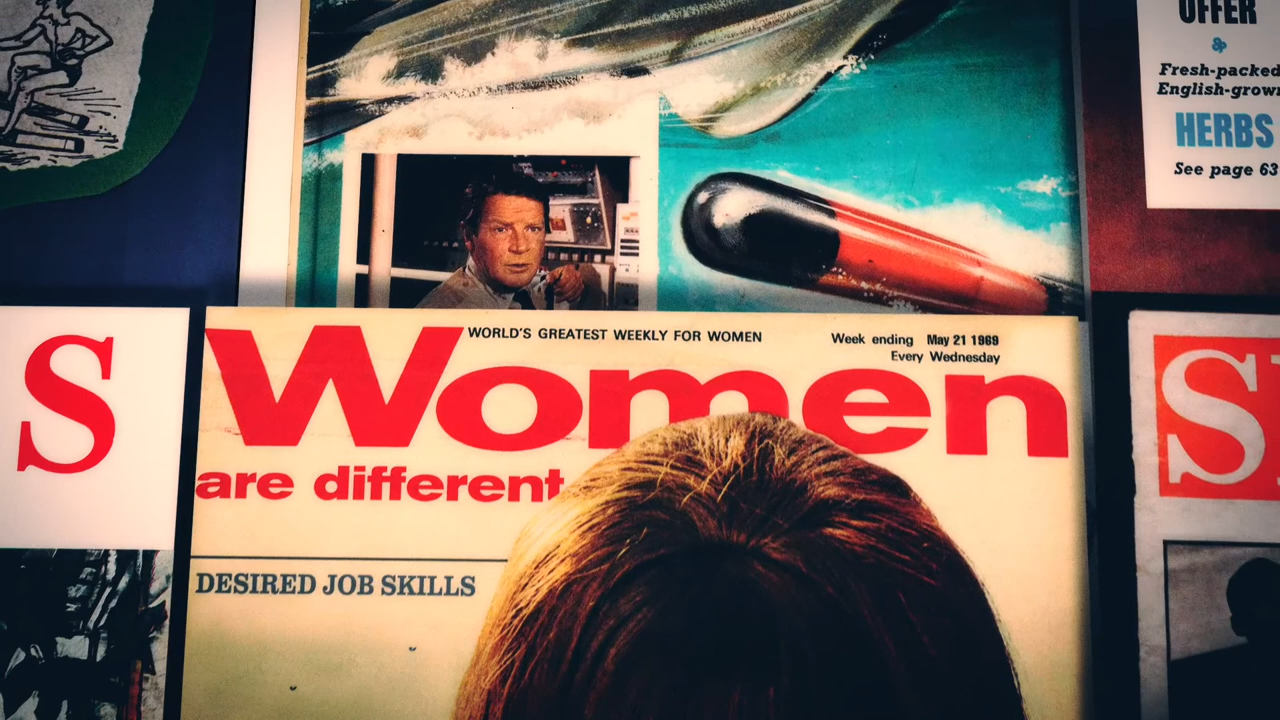 OFFER
&
Fresh-packed
English-grown
HERBS
See page 63
S
WORLD'S GREATEST WEEKLY FOR WOMEN
Week ending May 21 1969
Every Wednesday
Women
are different
DESIRED JOB SKILLS
S